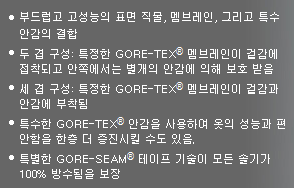 • 부드럽고 고성능의 표면 직물, 멤브레인, 그리고 특수
안감의 결합
• 두 겹 구성: 특정한 GORE-TEX® 멤브레인이 겉감에
접착되고 안쪽에서는 별개의 안감에 의해 보호 받음
• 세 겹 구성: 특정한 GORE-TEX® 멤브레인이 겉감과
안감에 부착됨
• 특수한 GORE-TEX® 안감을 사용하여 옷의 성능과 편
안함을 한층 더 증진시킬 수도 있음.
• 특별한 GORE-SEAM® 테이프 기술이 모든 솔기가
100% 방수됨을 보장